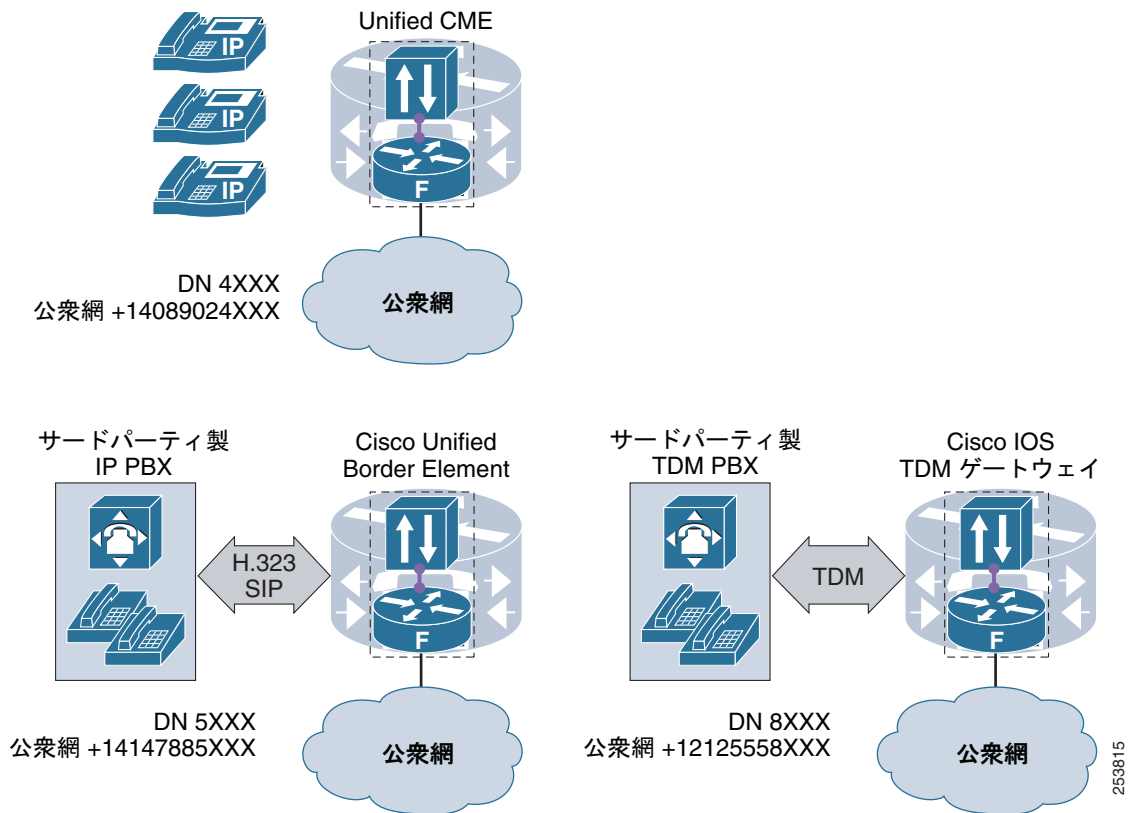 Unified CME
IP
IP
IP
F
DN 4XXX
公衆網 +14089024XXX
公衆網
サードパーティ製
IP PBX
Cisco Unified
Border Element
H.323
SIP
F
DN 5XXX
公衆網 +14147885XXX
公衆網
サードパーティ製
TDM PBX
Cisco IOS
TDM ゲートウェイ
TDM
F
DN 8XXX
公衆網 +12125558XXX
公衆網
253815